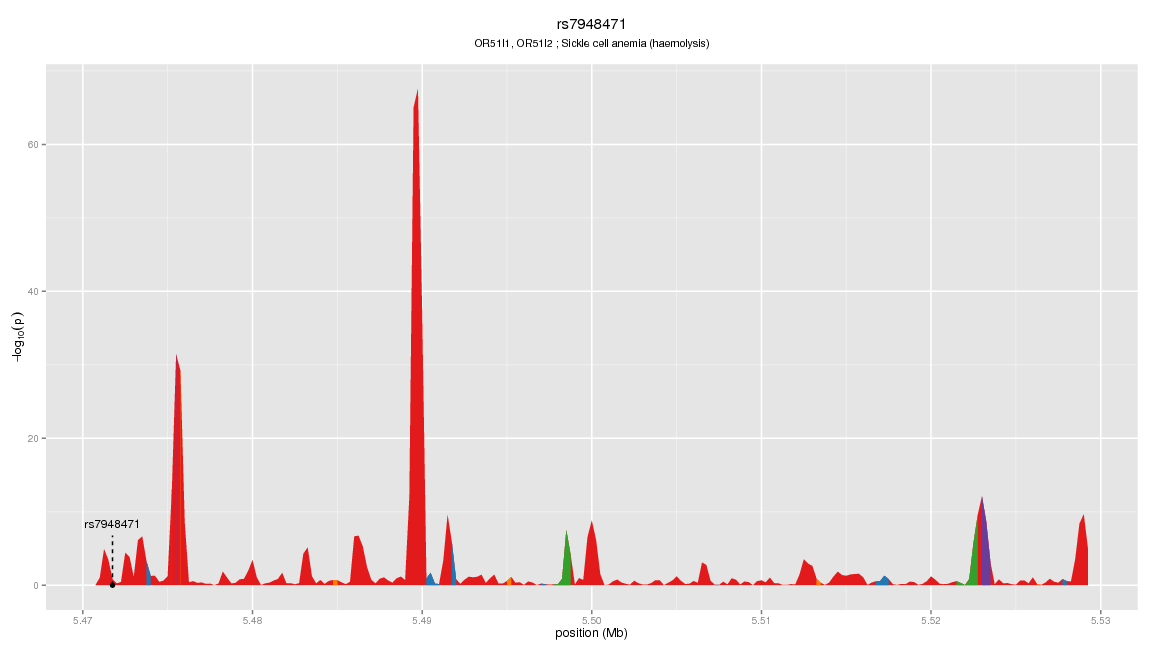 rs7948471
OR51I1, OR51I2 ; Sickle cell anemia (haemolysis)
60
40
20
0
−log10(p)
rs7948471
5.47 5.48 5.49 5.50 5.51 5.52 5.53
position (Mb)